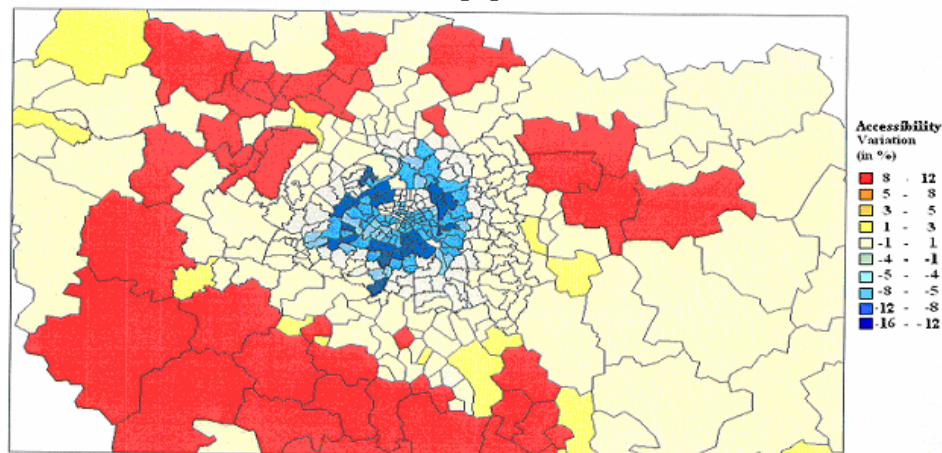 Accessibility
Variation
(in %)
8 - 12
5 - 8
3 - 5
1 - 3
-1 - 1
-4 - -1
-5 - -4
-8 - -5
-12 - -8
-16 - -12